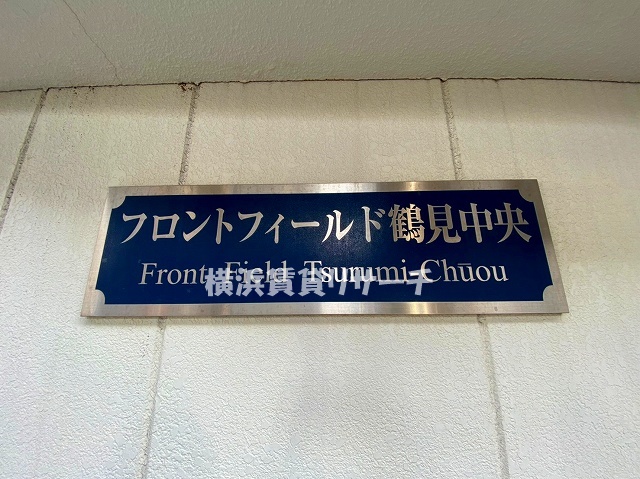 フロントフィールド鶴見中央
Front Field Tsurumi-Chūou
横浜賃貸リサーチ